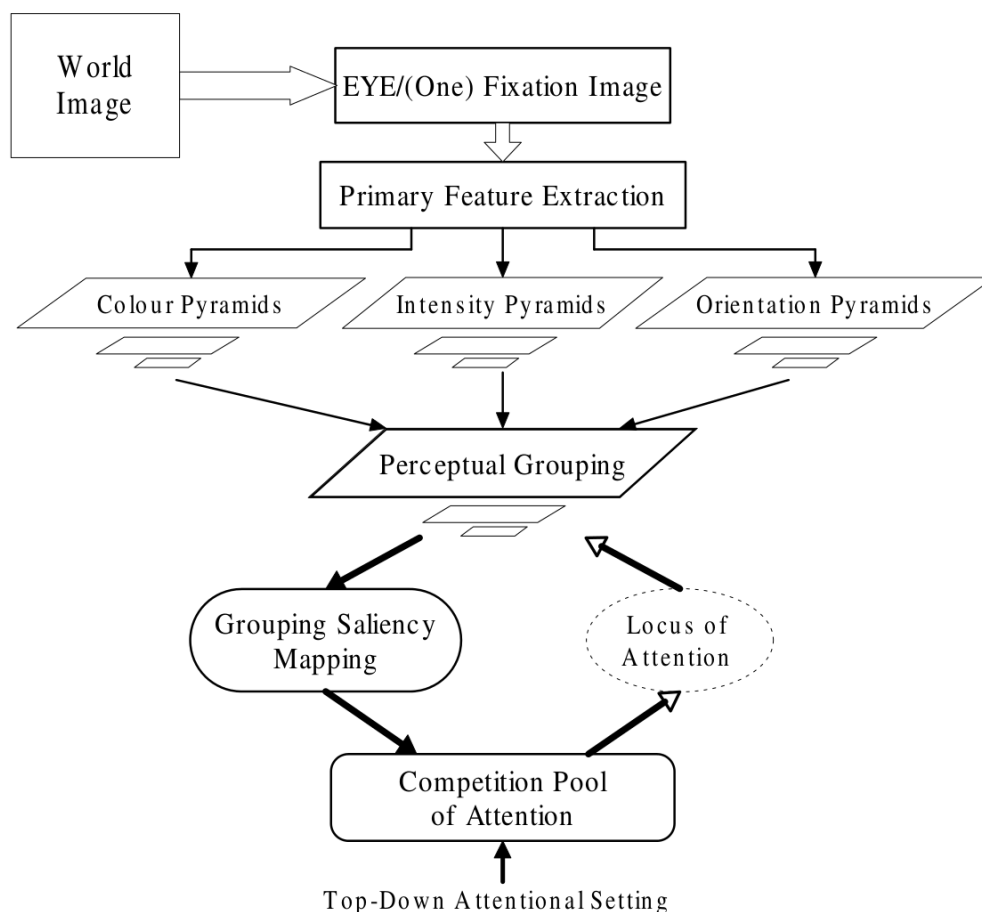 World
Image
EYE/(One) Fixation Image
Primary Feature Extraction
Colour Pyramids
Intensity Pyramids
Orientation Pyramids
Perceptual Grouping
Grouping Saliency
Mapping
Locus of
Attention
Competition Pool
of Attention
Top-Down Attentional Setting